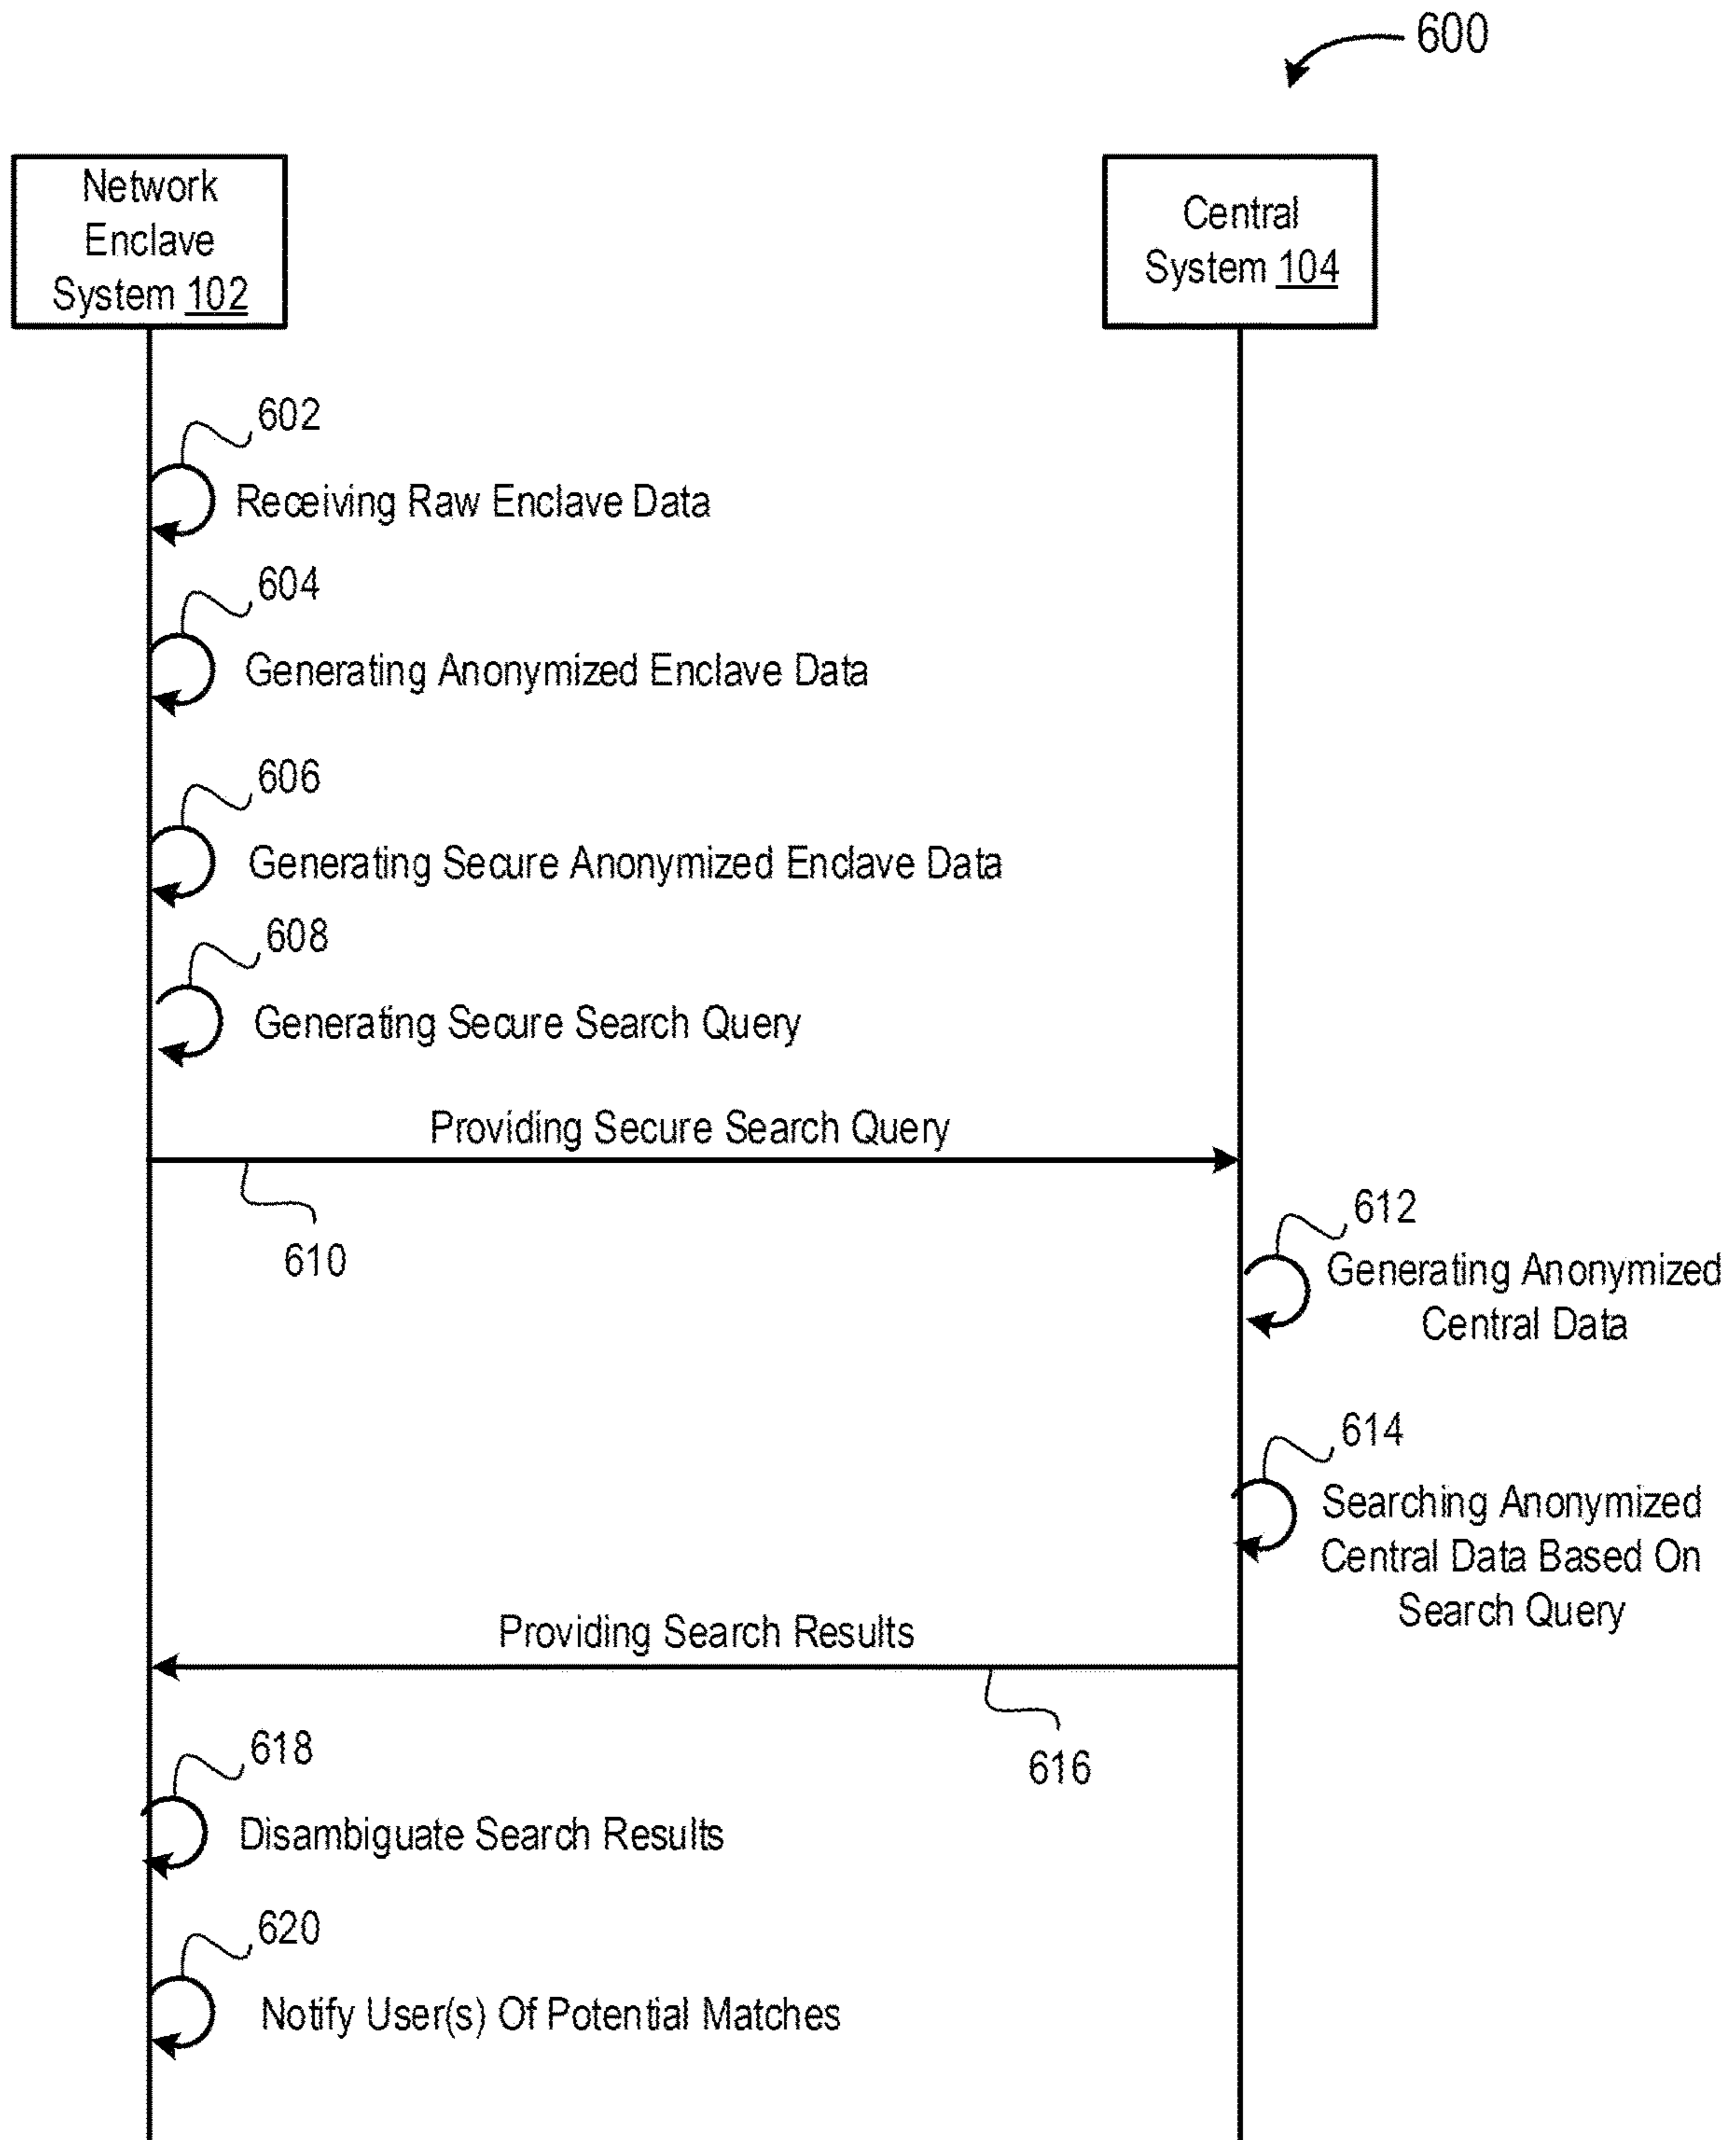 600
Network
Enclave
System 102
Central
System 104
602
Receiving Raw Enclave Data
604
Generating Anonymized Enclave Data
606
Generating Secure Anonymized Enclave Data
608
Generating Secure Search Query
Providing Secure Search Query
610
612
Generating Anonymized
Central Data
614
Searching Anonymized
Central Data Based On
Search Query
Providing Search Results
616
618
Disambiguate Search Results
620
Notify User(s) Of Potential Matches